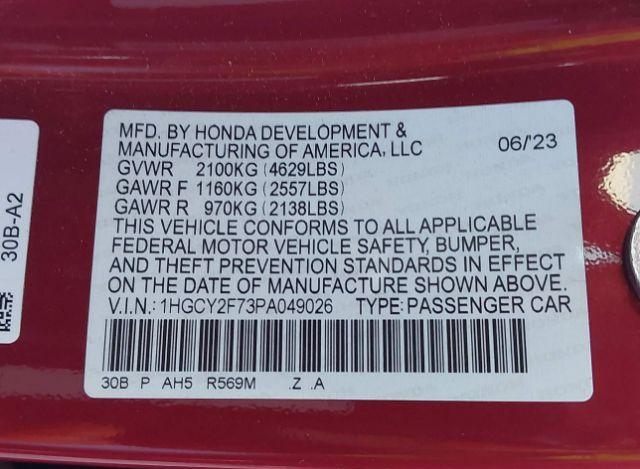 MFD. BY HONDA DEVELOPMENT &
MANUFACTURING OF AMERICA, LLC 06/'23
GVWR 2100KG (4629LBS)
GAWR F 1160KG (2557LBS)
GAWR R 970KG (2138LBS)
THIS VEHICLE CONFORMS TO ALL APPLICABLE
FEDERAL MOTOR VEHICLE SAFETY, BUMPER,
AND THEFT PREVENTION STANDARDS IN EFFECT
ON THE DATE OF MANUFACTURE SHOWN ABOVE.
V.I.N.: 1HGCY2F73PA049026 TYPE: PASSENGER CAR
30B P AH5 R569M .Z .A
30B-A2